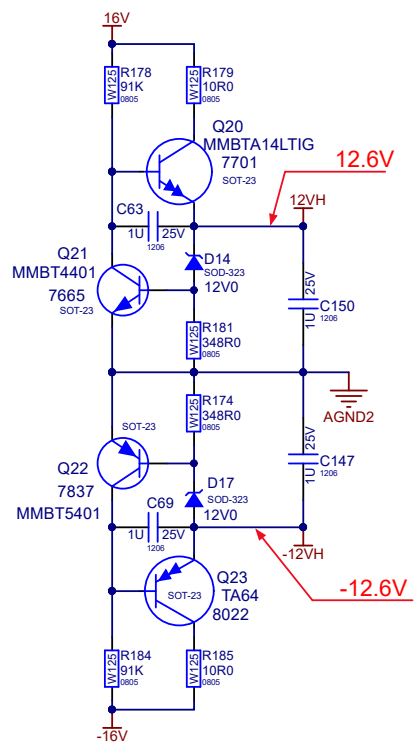 16V
R178
91K
0805
W125
R179
10R0
0805
W125
Q20
MMBTA14LTIG
7701
SOT-23
12.6V
12VH
C63
1U
25V
1206
Q21
MMBT4401
7665
SOT-23
D14
SOD-323
12V0
25V
C150
1U
1206
R181
348R0
0805
W125
AGND2
R174
348R0
0805
W125
SOT-23
Q22
7837
MMBT5401
25V
C147
1U
1206
D17
SOD-323
12V0
C69
1U
25V
1206
-12VH
Q23
TA64
8022
SOT-23
-12.6V
R184
91K
0805
W125
R185
10R0
0805
W125
-16V